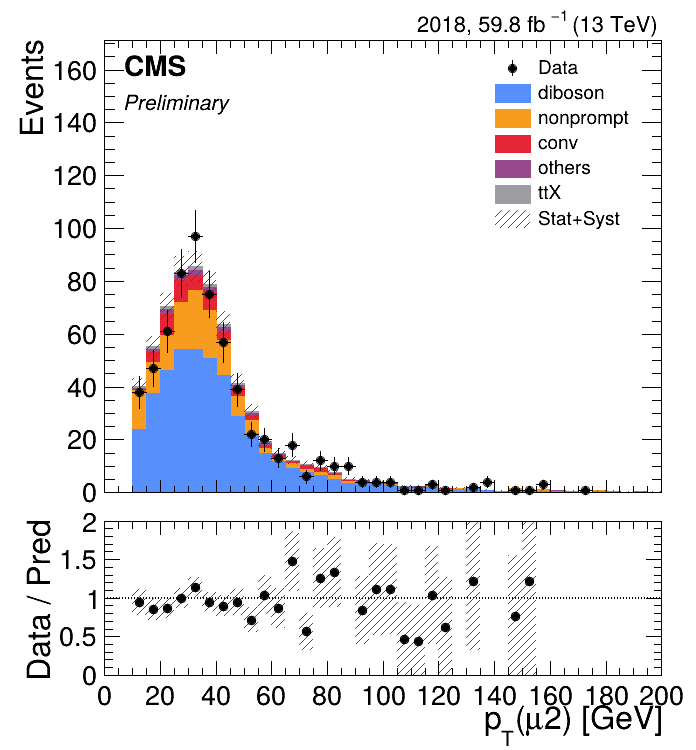 2018, 59.8 fb⁻¹ (13 TeV)
CMS
Preliminary
Data
diboson
nonprompt
conv
others
ttX
Stat+Syst
Events
160
140
120
100
80
60
40
20
0
Data / Pred
2
1.5
1
0.5
0
0 20 40 60 80 100 120 140 160 180 200
p_T(μ2) [GeV]